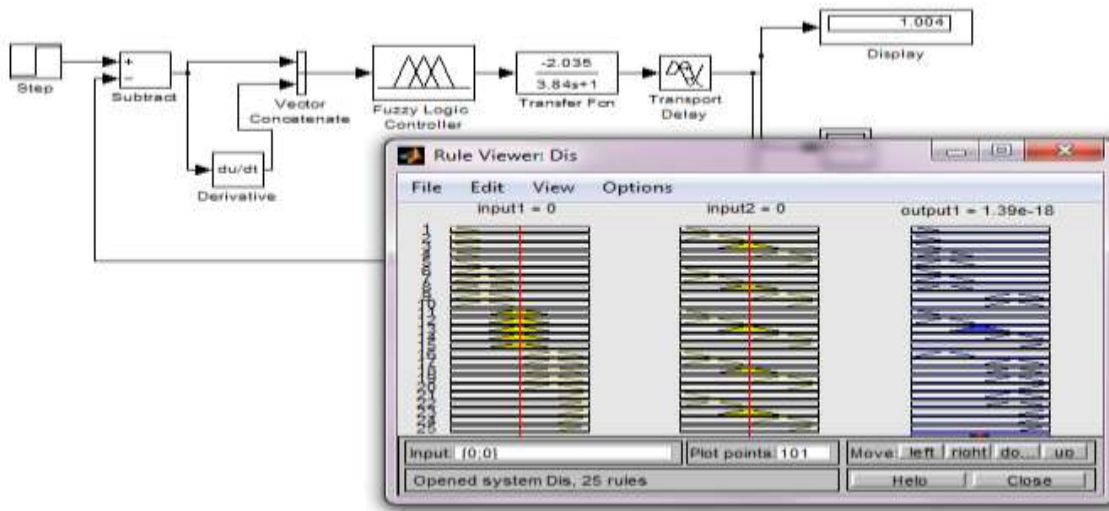 1.004
Display
Step
+
−
Subtract
Vector
Concatenate
Fuzzy Logic
Controller
-2.035
3.84s+1
Transfer Fcn
Transport
Delay
du/dt
Derivative
Rule Viewer: Dis
File Edit View Options
input1 = 0
input2 = 0
output1 = 1.39e-18
Input: [0;0]
Plot points: 101
Move: left right do... up
Opened system Dis, 25 rules
Help
Close